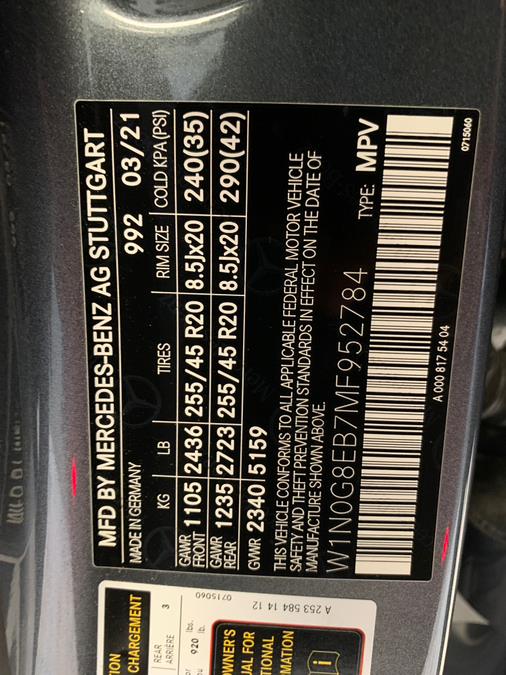 MFD BY MERCEDES-BENZ AG STUTTGART
MADE IN GERMANY 992 03/21
KG LB TIRES RIM SIZE COLD KPA(PSI)
GAWR FRONT 1105 2436 255/45 R20 8.5Jx20 240(35)
GAWR REAR 1235 2723 255/45 R20 8.5Jx20 290(42)
GVWR 2340 5159
THIS VEHICLE CONFORMS TO ALL APPLICABLE FEDERAL MOTOR VEHICLE
SAFETY AND THEFT PREVENTION STANDARDS IN EFFECT ON THE DATE OF
MANUFACTURE SHOWN ABOVE.
W1N0G8EB7MF952784 TYPE: MPV
A 000 817 54 04
0715060
A 253 584 14 12
0715060
CHARGEMENT
REAR
ARRIÈRE 3
920 lb.
lbs.
OWNER'S